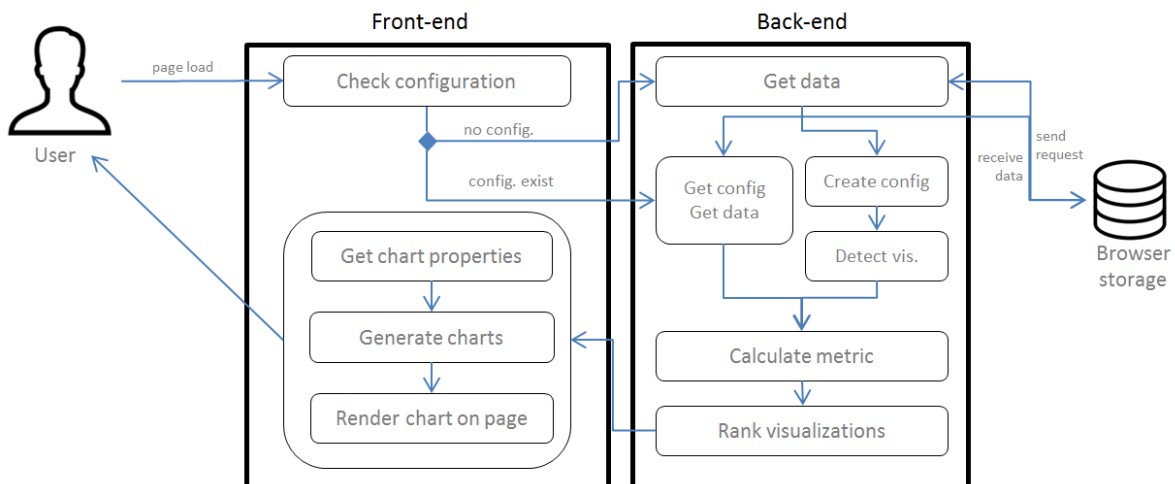 Front-end
Back-end
page load
Check configuration
Get data
User
no config.
send
request
receive
data
config. exist
Get config
Get data
Create config
Browser
storage
Get chart properties
Detect vis.
Generate charts
Calculate metric
Render chart on page
Rank visualizations